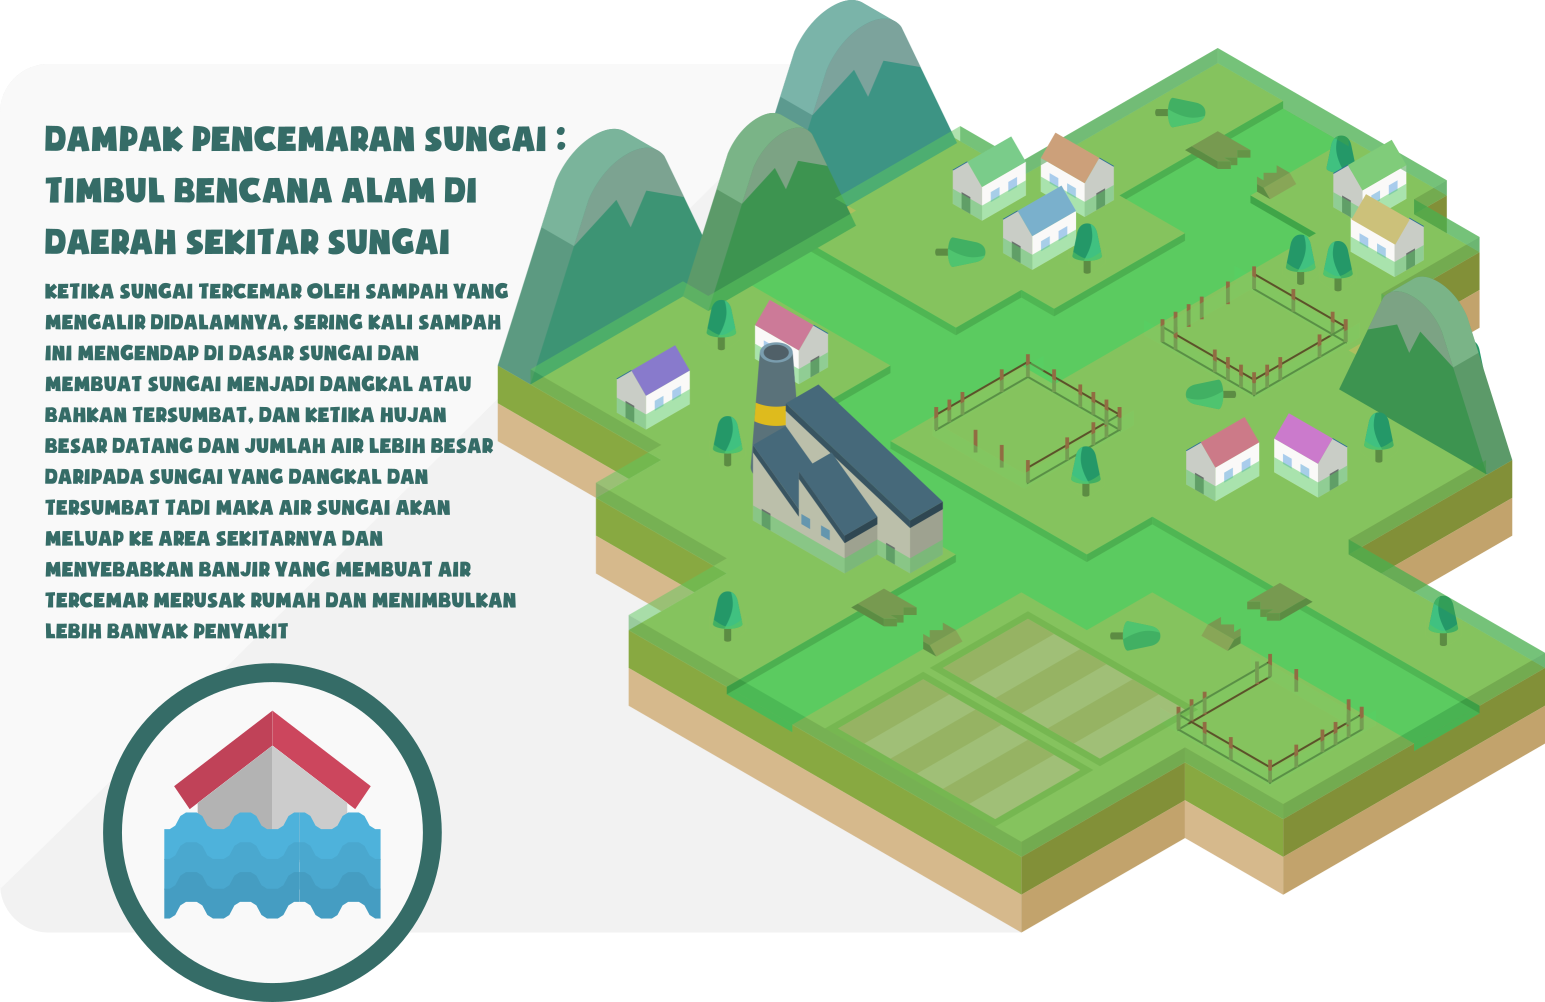 DAMPAK PENCEMARAN SUNGAI :
TIMBUL BENCANA ALAM DI
DAERAH SEKITAR SUNGAI
KETIKA SUNGAI TERCEMAR OLEH SAMPAH YANG
MENGALIR DIDALAMNYA, SERING KALI SAMPAH
INI MENGENDAP DI DASAR SUNGAI DAN
MEMBUAT SUNGAI MENJADI DANGKAL ATAU
BAHKAN TERSUMBAT, DAN KETIKA HUJAN
BESAR DATANG DAN JUMLAH AIR LEBIH BESAR
DARIPADA SUNGAI YANG DANGKAL DAN
TERSUMBAT TADI MAKA AIR SUNGAI AKAN
MELUAP KE AREA SEKITARNYA DAN
MENYEBABKAN BANJIR YANG MEMBUAT AIR
TERCEMAR MERUSAK RUMAH DAN MENIMBULKAN
LEBIH BANYAK PENYAKIT